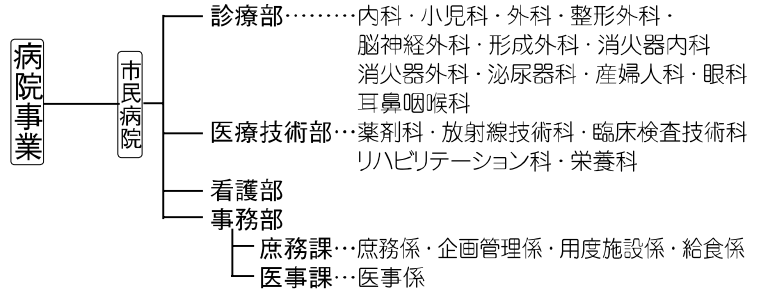 病院事業
市民病院
診療部………内科・小児科・外科・整形外科・
脳神経外科・形成外科・消火器内科
消火器外科・泌尿器科・産婦人科・眼科
耳鼻咽喉科
医療技術部…薬剤科・放射線技術科・臨床検査技術科
リハビリテーション科・栄養科
看護部
事務部
庶務課…庶務係・企画管理係・用度施設係・給食係
医事課…医事係